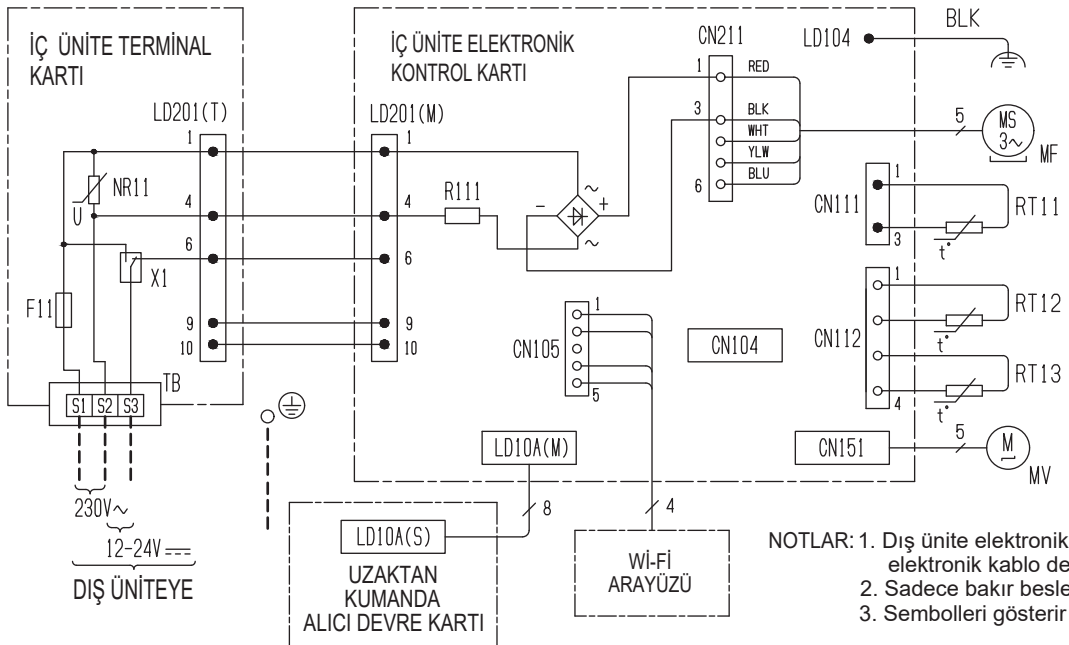 İÇ ÜNİTE TERMİNAL
KARTI
LD201(T)
1
4
6
9
10
NR11
U
X1
F11
TB
S1 S2 S3
230V~
12-24V
DIŞ ÜNİTEYE
İÇ ÜNİTE ELEKTRONİK
KONTROL KARTI
LD201(M)
1
4
6
9
10
R111
~
- +
~
CN211
1
3
6
RED
BLK
WHT
YLW
BLU
LD104
BLK
5
MS
3~
MF
CN111
1
3
RT11
t°
CN112
1
4
RT12
t°
RT13
t°
CN105
1
5
CN104
CN151
5
M
MV
LD10A(M)
8
4
LD10A(S)
UZAKTAN
KUMANDA
ALICI DEVRE KARTI
Wİ-Fİ
ARAYÜZÜ
NOTLAR: 1. Dış ünite elektronik
elektronik kablo de
2. Sadece bakır besle
3. Sembolleri gösterir